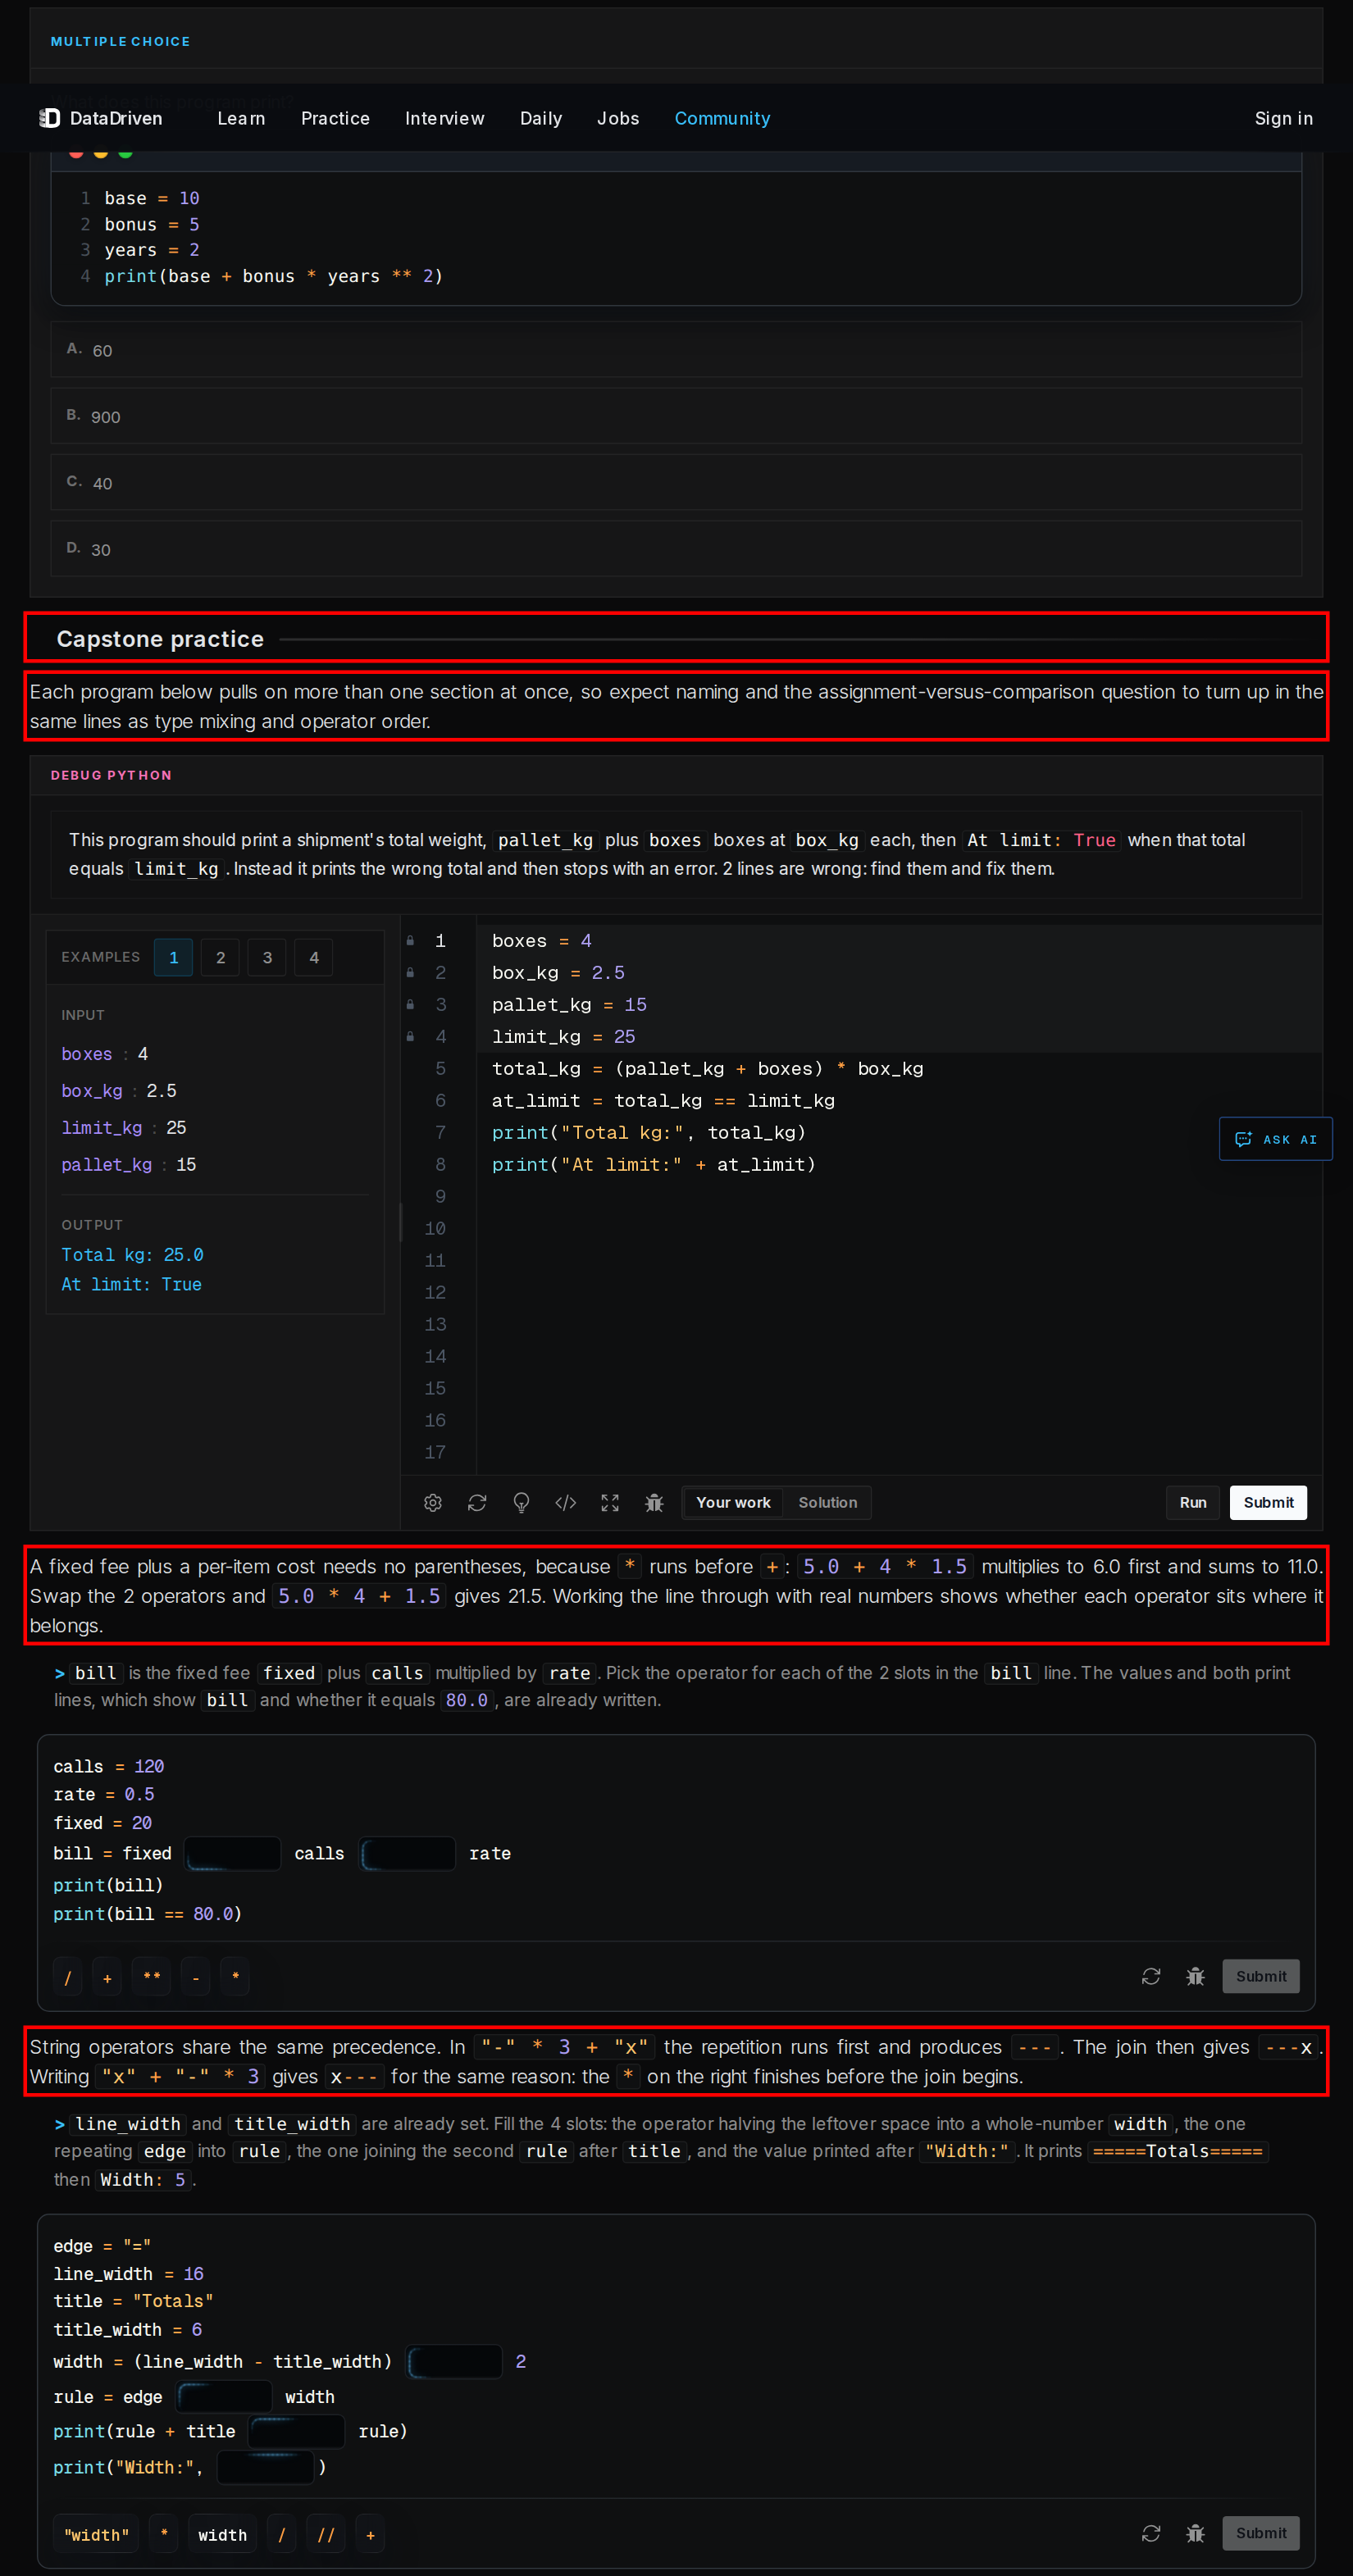 MULTIPLE CHOICE
What does this program print?
DataDriven Learn Practice Interview Daily Jobs Community Sign in
1 base = 10
2 bonus = 5
3 years = 2
4 print(base + bonus * years ** 2)
A. 60
B. 900
C. 40
D. 30
Capstone practice
Each program below pulls on more than one section at once, so expect naming and the assignment-versus-comparison question to turn up in the
same lines as type mixing and operator order.
DEBUG PYTHON
This program should print a shipment's total weight, pallet_kg plus boxes boxes at box_kg each, then At limit: True when that total
equals limit_kg . Instead it prints the wrong total and then stops with an error. 2 lines are wrong: find them and fix them.
EXAMPLES 1 2 3 4
INPUT
boxes : 4
box_kg : 2.5
limit_kg : 25
pallet_kg : 15
OUTPUT
Total kg: 25.0
At limit: True
1 boxes = 4
2 box_kg = 2.5
3 pallet_kg = 15
4 limit_kg = 25
5 total_kg = (pallet_kg + boxes) * box_kg
6 at_limit = total_kg == limit_kg
7 print("Total kg:", total_kg)
8 print("At limit:" + at_limit)
9
10
11
12
13
14
15
16
17
ASK AI
Your work Solution Run Submit
A fixed fee plus a per-item cost needs no parentheses, because * runs before + : 5.0 + 4 * 1.5 multiplies to 6.0 first and sums to 11.0.
Swap the 2 operators and 5.0 * 4 + 1.5 gives 21.5. Working the line through with real numbers shows whether each operator sits where it
belongs.
> bill is the fixed fee fixed plus calls multiplied by rate . Pick the operator for each of the 2 slots in the bill line. The values and both print
lines, which show bill and whether it equals 80.0 , are already written.
calls = 120
rate = 0.5
fixed = 20
bill = fixed calls rate
print(bill)
print(bill == 80.0)
/ + ** - * Submit
String operators share the same precedence. In "-" * 3 + "x" the repetition runs first and produces --- . The join then gives ---x .
Writing "x" + "-" * 3 gives x--- for the same reason: the * on the right finishes before the join begins.
> line_width and title_width are already set. Fill the 4 slots: the operator halving the leftover space into a whole-number width , the one
repeating edge into rule , the one joining the second rule after title , and the value printed after "Width:" . It prints =====Totals=====
then Width: 5 .
edge = "="
line_width = 16
title = "Totals"
title_width = 6
width = (line_width - title_width) 2
rule = edge width
print(rule + title rule)
print("Width:", )
"width" * width / // + Submit